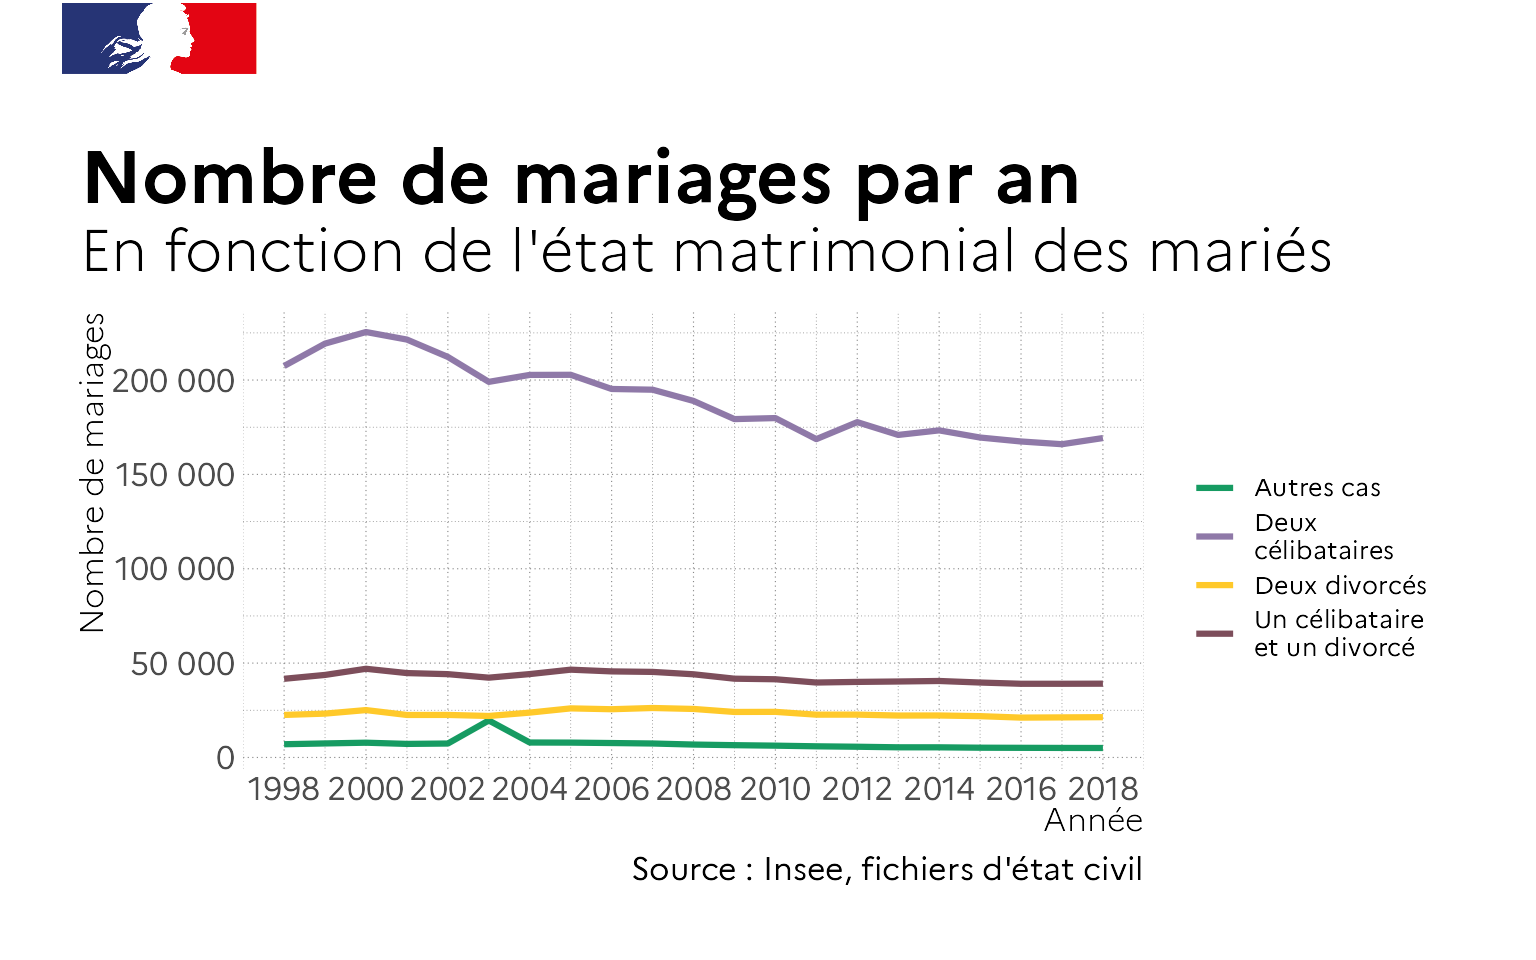 Nombre de mariages par an
En fonction de l'état matrimonial des mariés
Nombre de mariages
200 000
150 000
100 000
50 000
0
1998 2000 2002 2004 2006 2008 2010 2012 2014 2016 2018
Année
Autres cas
Deux
célibataires
Deux divorcés
Un célibataire
et un divorcé
Source : Insee, fichiers d'état civil